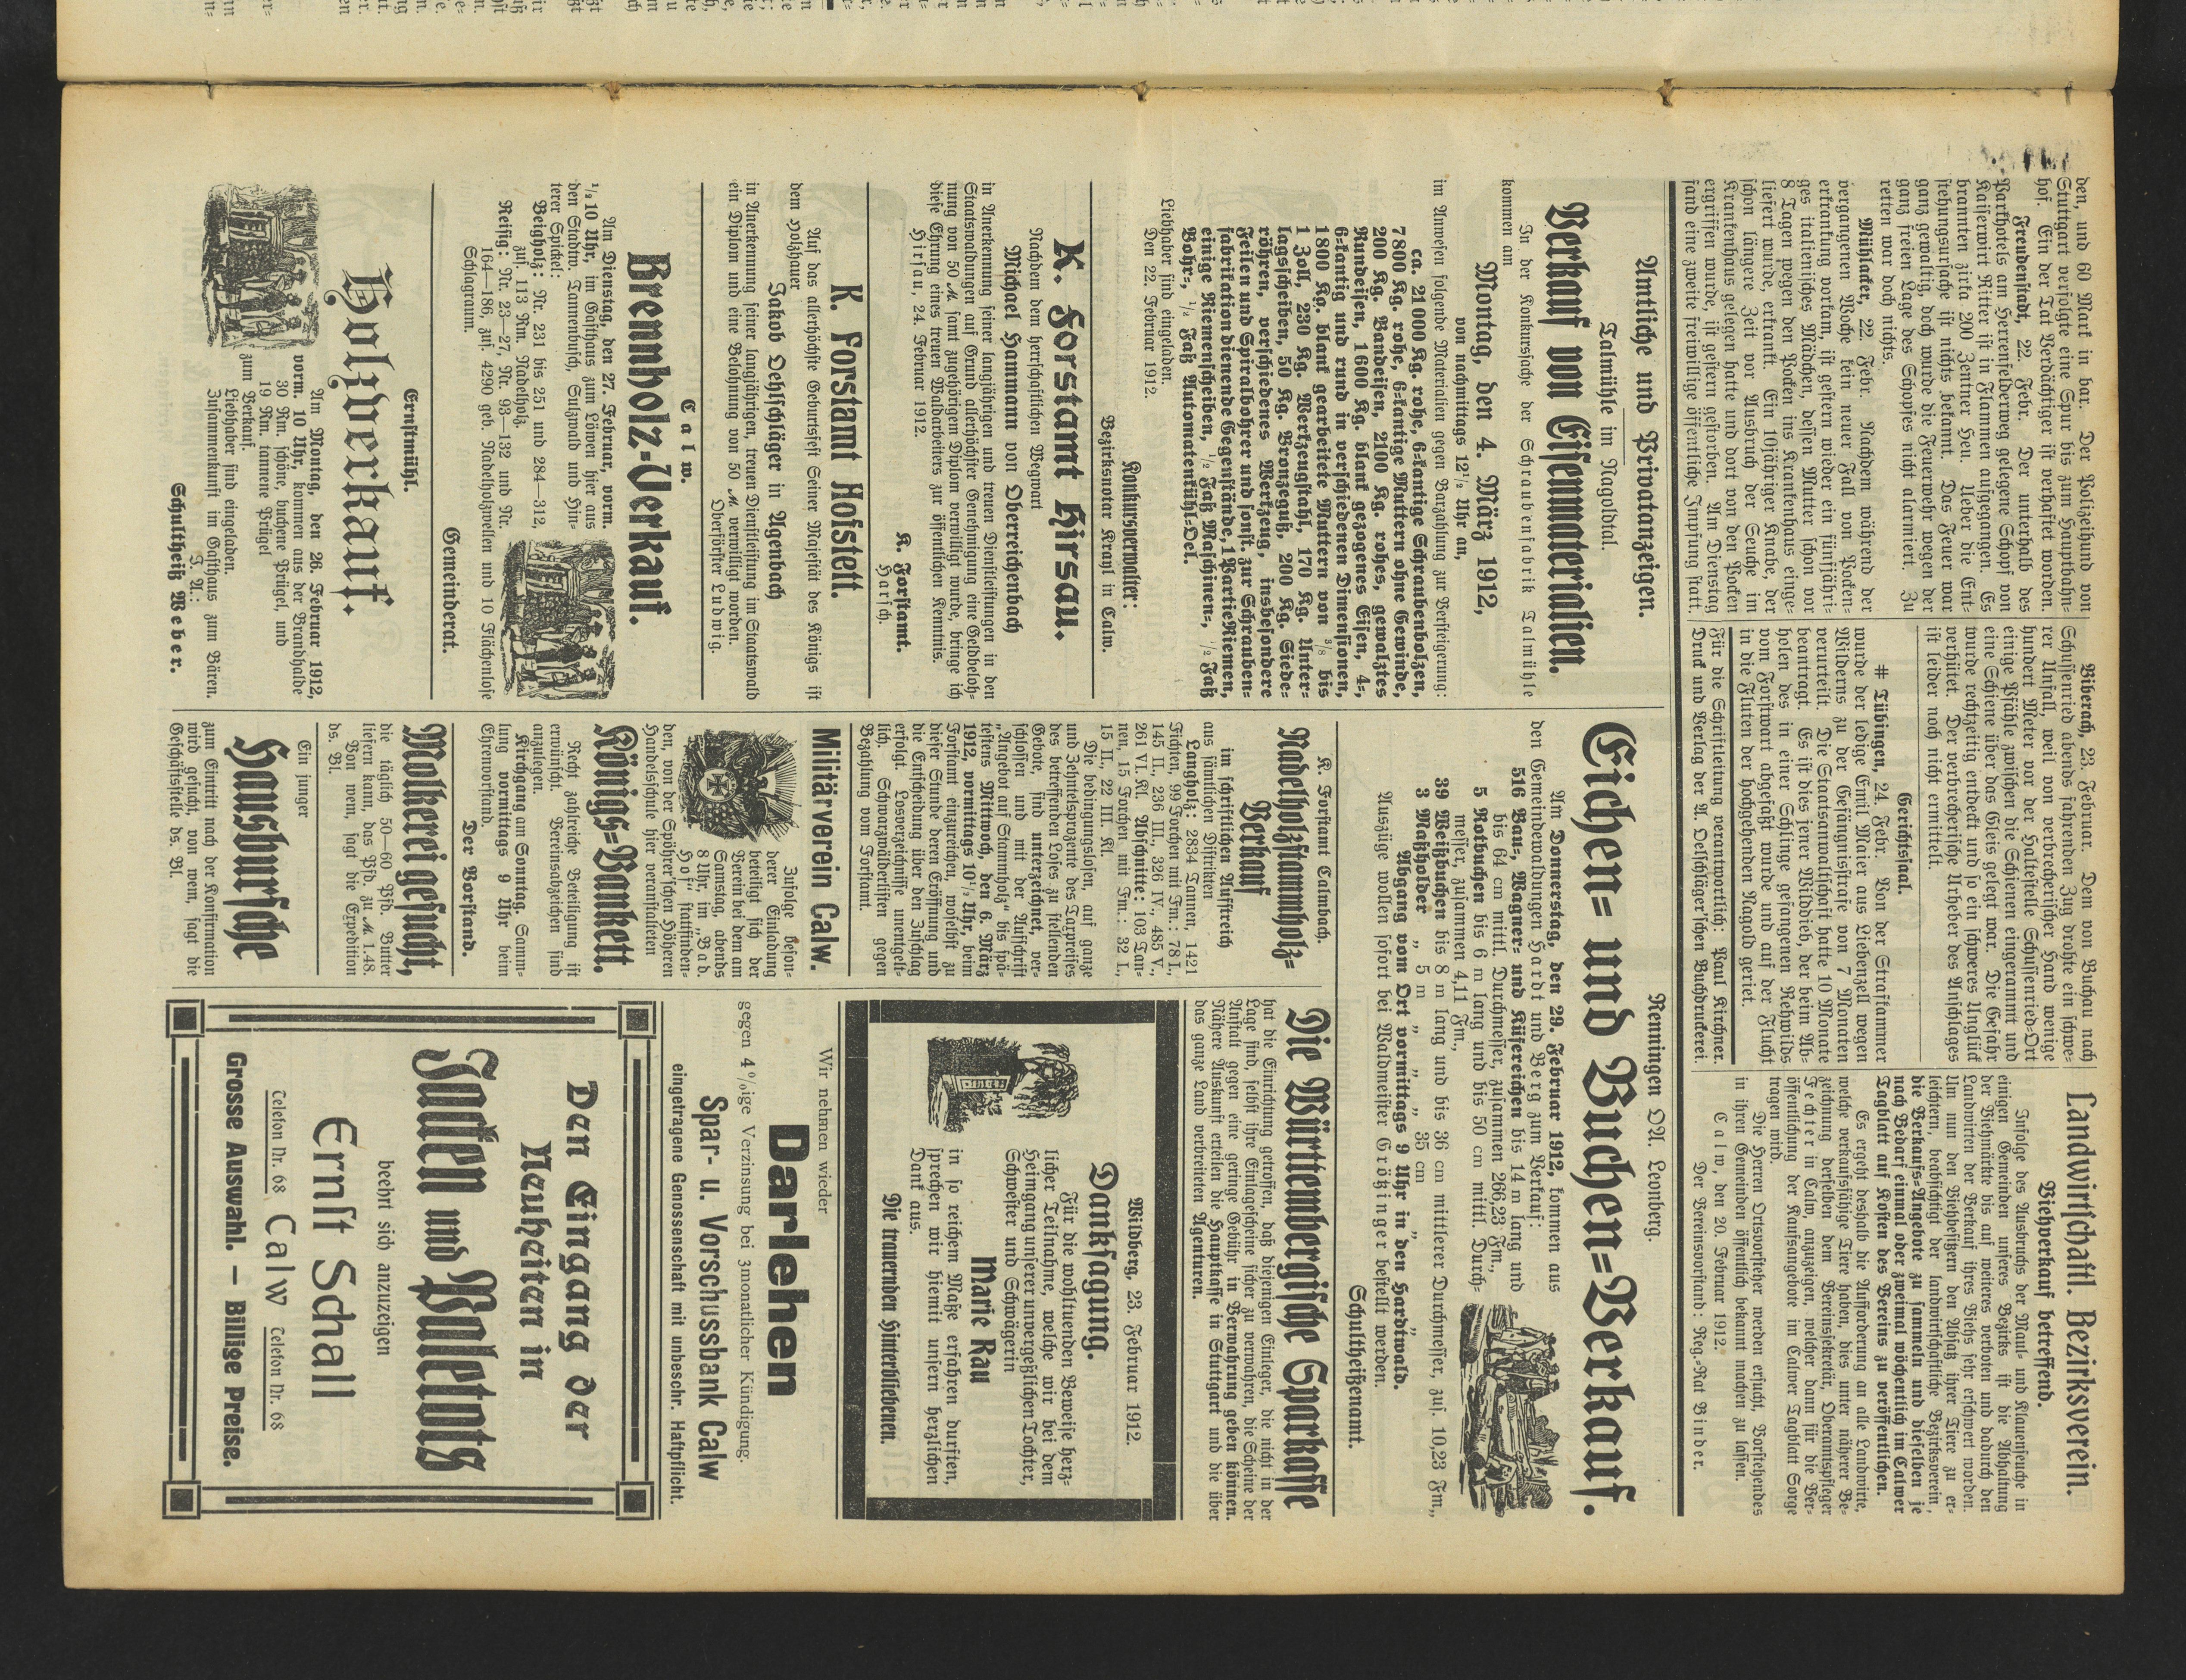 den, und 60 Mark in bar. Der Polizeihund von
Stuttgart verfolgte eine Spur bis zum Hauptbahn-
hof. Ein der Tat Verdächtiger ist verhaftet worden.
Freudenstadt, 22. Febr. Der unterhalb des
Parkhotels am Herrenfelderweg gelegene Schopf von
Kaiserwirt Ritter ist in Flammen aufgegangen. Es
brannten zirka 200 Zentner Heu. Ueber die Ent-
stehungsursache ist nichts bekannt. Das Feuer war
ganz gewaltig, doch wurde die Feuerwehr wegen der
ganz freien Lage des Schopfes nicht alarmiert. Zu
retten war doch nichts.
Mühlacker, 22. Febr. Nachdem während der
vergangenen Woche kein neuer Fall von Pocken-
erkrankung vorkam, ist gestern wieder ein fünfjähri-
ges italienisches Mädchen, dessen Mutter schon vor
8 Tagen wegen den Pocken ins Krankenhaus einge-
liefert wurde, erkrankt. Ein 10jähriger Knabe, der
schon längere Zeit vor Ausbruch der Seuche im
Krankenhaus gelegen hatte und dort von den Pocken
ergriffen wurde, ist gestern gestorben. Am Dienstag
fand eine zweite freiwillige öffentliche Impfung statt.
Biberach, 23. Februar. Dem von Buchau nach
Schussenried abends fahrenden Zug drohte ein schwe-
rer Unfall, weil von verbrecherischer Hand wenige
hundert Meter vor der Haltestelle Schussenried-Ort
einige Pfähle zwischen die Schienen eingerammt und
eine Schiene über das Gleis gelegt war. Die Gefahr
wurde rechtzeitig entdeckt und so ein schweres Unglück
verhütet. Der verbrecherische Urheber des Anschlages
ist leider noch nicht ermittelt.
Gerichtssaal.
# Tübingen, 24. Febr. Von der Strafkammer
wurde der ledige Emil Maier aus Liebenzell wegen
Wilderns zu der Gefängnisstrafe von 7 Monaten
verurteilt. Die Staatsanwaltschaft hatte 10 Monate
beantragt. Es ist dies jener Wilddieb, der beim Ab-
holen des in einer Schlinge gefangenen Rehwilds
vom Forstwart abgefaßt wurde und auf der Flucht
in die Fluten der hochgehenden Nagold geriet.
Für die Schriftleitung verantwortlich: Paul Kirchner.
Druck und Verlag der A. Oelschläger'schen Buchdruckerei.
Landwirtschaftl. Bezirksverein.
Viehverkauf betreffend.
Infolge des Ausbruchs der Maul- und Klauenseuche in
einigen Gemeinden unseres Bezirks ist die Abhaltung
der Viehmärkte bis auf weiteres verboten und dadurch den
Landwirten der Verkauf ihres Viehs sehr erschwert worden.
Um nun den Viehbesitzern den Absatz ihrer Tiere zu er-
leichtern, beabsichtigt der landwirtschaftliche Bezirksverein,
die Verkaufs-Angebote zu sammeln und dieselben je
nach Bedarf einmal oder zweimal wöchentlich im Calwer
Tagblatt auf Kosten des Vereins zu veröffentlichen.
Es ergeht deshalb die Aufforderung an alle Landwirte,
welche verkaufsfähige Tiere haben, dies unter näherer Be-
zeichnung derselben dem Vereinssekretär, Oberamtspfleger
Fechter in Calw, anzuzeigen, welcher dann für die Ver-
öffentlichung der Kaufsangebote im Calwer Tagblatt Sorge
tragen wird.
Die Herren Ortsvorsteher werden ersucht, Vorstehendes
in ihren Gemeinden öffentlich bekannt machen zu lassen.
Calw, den 20. Februar 1912.
Der Vereinsvorstand: Reg.-Rat Binder.
Amtliche und Privatanzeigen.
Talmühle im Nagoldtal.
Verkauf von Eisenmaterialien.
In der Konkurssache der Schraubenfabrik Talmühle
kommen am
Montag, den 4. März 1912,
von nachmittags 12½ Uhr an,
im Anwesen folgende Materialien gegen Barzahlung zur Versteigerung:
ca. 21000 Kg. rohe, 6-kantige Schraubenbolzen,
7800 Kg. rohe, 6-kantige Muttern ohne Gewinde,
200 Kg. Bandeisen, 2100 Kg. rohes, gewalztes
Rundeisen, 1600 Kg. blank gezogenes Eisen, 4-,
6-kantig und rund in verschiedenen Dimensionen,
1800 Kg. blank gearbeitete Muttern von ³/₈ bis
1 Zoll, 230 Kg. Werkzeugstahl, 170 Kg. Unter-
lagsscheiben, 50 Kg. Bronzeguß, 200 Kg. Siede-
röhren, verschiedenes Werkzeug, insbesondere
Feilen und Spiralbohrer und sonst. zur Schrauben-
fabrikation dienende Gegenstände, 1 Partie Riemen,
einige Riemenscheiben, ½ Faß Maschinen-, ½ Faß
Bohr-, ½ Faß Automatenkühl-Oel.
Liebhaber sind eingeladen.
Den 22. Februar 1912.
Konkursverwalter:
Bezirksnotar Krayl in Calw.
K. Forstamt Hirsau.
Nachdem dem herrschaftlichen Wegwart
Michael Hammann von Oberreichenbach
in Anerkennung seiner langjährigen und treuen Dienstleistungen in den
Staatswaldungen auf Grund allerhöchster Genehmigung eine Geldbeloh-
nung von 50 M. samt zugehörigen Diplom verwilligt wurde, bringe ich
diese Ehrung eines treuen Waldarbeiters zur öffentlichen Kenntnis.
Hirsau, 24. Februar 1912.
K. Forstamt.
Harsch.
K. Forstamt Hofstett.
Auf das allerhöchste Geburtsfest Seiner Majestät des Königs ist
dem Holzhauer
Jakob Oehlschläger in Agenbach
in Anerkennung seiner langjährigen, treuen Dienstleistung im Staatswald
ein Diplom und eine Belohnung von 50 M. verwilligt worden.
Oberförster Ludwig.
Calw.
Brennholz-Verkauf.
Am Dienstag, den 27. Februar, vorm.
½10 Uhr, im Gasthaus zum Löwen hier aus
den Stadtw. Tannenbusch, Sulzwald und Hin-
terer Spickel:
Beigholz: Nr. 231 bis 251 und 284—312,
zus. 113 Rm. Nadelholz.
Reisig: Nr. 23—27, Nr. 93—132 und Nr.
164—186, zus. 4290 geb. Nadelholzwellen und 10 Flächenlose
Schlagraum.
Gemeinderat.
Ernstmühl.
Holzverkauf.
Am Montag, den 26. Februar 1912,
vorm. 10 Uhr, kommen aus der Brandhalde
30 Rm. schöne, buchene Prügel, und
19 Rm. tannene Prügel
zum Verkauf.
Liebhaber sind eingeladen.
Zusammenkunft im Gasthaus zum Bären.
J. A.:
Schultheiß Weber.
Renningen OA. Leonberg.
Eichen- und Buchen-Verkauf.
Am Donnerstag, den 29. Februar 1912, kommen aus
den Gemeindewaldungen Hardt und Berg zum Verkauf:
516 Bau-, Wagner- und Küfereichen bis 14 m lang und
bis 64 cm mittl. Durchmesser, zusammen 266,23 Fm.,
5 Rotbuchen bis 6 m lang und bis 50 cm mittl. Durch-
messer, zusammen 4,11 Fm.,
39 Weißbuchen bis 8 m lang und bis 36 cm mittlerer Durchmesser, zus. 10,23 Fm.,
3 Maßholder „ 5 m „ „ „ 35 cm „ „
Abgang vom Ort vormittags 9 Uhr in den Hardtwald.
Auszüge wollen sofort bei Waldmeister Grötzinger bestellt werden.
Schultheißenamt.
K. Forstamt Calmbach.
Nadelholzstammholz-
Verkauf
im schriftlichen Aufstreich
aus sämtlichen Distrikten
Langholz: 2834 Tannen, 1421
Fichten, 99 Forchen mit Fm.: 78 I.,
145 II., 236 III., 326 IV., 485 V.,
261 VI. Kl. Abschnitte: 103 Tan-
nen, 15 Forchen mit Fm.: 32 I.,
15 II., 22 III. Kl.
Die bedingungslosen, auf ganze
und Zehntelsprozente des Taxpreises
des betreffenden Loses zu stellenden
Gebote, sind unterzeichnet, ver-
schlossen und mit der Aufschrift
„Angebot auf Stammholz“ bis spä-
testens Mittwoch, den 6. März
1912, vormittags 10½ Uhr, beim
Forstamt einzureichen, woselbst zu
dieser Stunde deren Eröffnung und
die Entscheidung über den Zuschlag
erfolgt. Losverzeichnisse unentgelt-
lich. Schwarzwälderlisten gegen
Bezahlung vom Forstamt.
Militärverein Calw.
Zufolge beson-
derer Einladung
beteiligt sich der
Verein bei dem am
Samstag, abends
8 Uhr, im „Bad.
Hof“ stattfinden-
den, von der Spöhrer'schen Höheren
Handelsschule hier veranstalteten
Königs-Bankett.
Recht zahlreiche Beteiligung ist
erwünscht. Vereinsabzeichen sind
anzulegen.
Kirchgang am Sonntag. Samm-
lung vormittags 9 Uhr beim
Ehrenvorstand.
Der Vorstand.
Molkerei gesucht,
die täglich 50—60 Pfd. Butter
liefern kann, das Pfd. zu M. 1.48.
Von wem, sagt die Expedition
ds. Bl.
Ein junger
Hausbursche
zum Eintritt nach der Konfirmation
wird gesucht, von wem, sagt die
Geschäftsstelle ds. Bl.
Die Württembergische Sparkasse
hat die Einrichtung getroffen, daß diejenigen Einleger, die nicht in der
Lage sind, selbst ihre Einlagescheine sicher zu verwahren, die Scheine der
Anstalt gegen eine geringe Gebühr in Verwahrung geben können.
Nähere Auskunft erteilen die Hauptkasse in Stuttgart und die über
das ganze Land verbreiteten Agenturen.
Wildberg, 23. Februar 1912.
Danksagung.
Für die wohltuenden Beweise herz-
licher Teilnahme, welche wir bei dem
Heimgang unserer unvergeßlichen Tochter,
Schwester und Schwägerin
Marie Rau
in so reichem Maße erfahren durften,
sprechen wir hiemit unsern herzlichen
Dank aus.
Die trauernden Hinterbliebenen.
Wir nehmen wieder
Darlehen
gegen 4%ige Verzinsung bei 3monatlicher Kündigung.
Spar- u. Vorschussbank Calw
eingetragene Genossenschaft mit unbeschr. Haftpflicht.
Den Eingang der
Neuheiten in
Jacken und Paletots
beehrt sich anzuzeigen
Ernst Schall
Telefon Nr. 68 Calw Telefon Nr. 68
Grosse Auswahl. — Billige Preise.